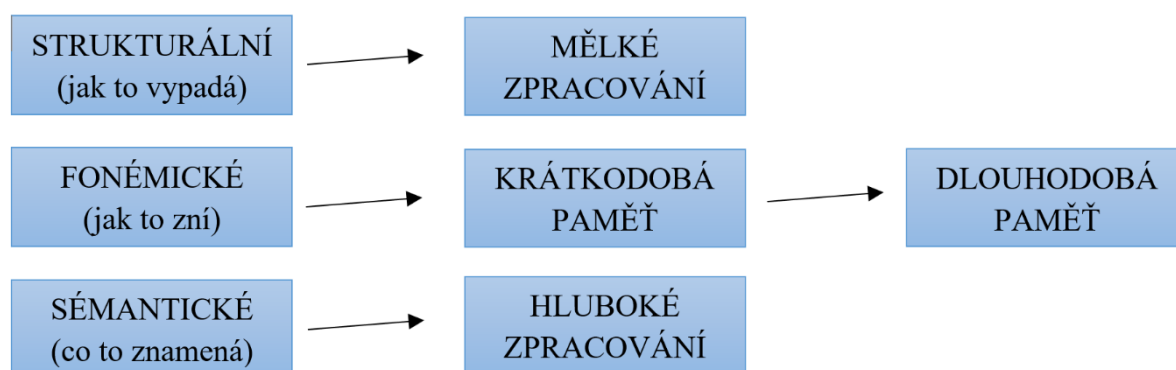 STRUKTURÁLNÍ
(jak to vypadá)
MĚLKÉ
ZPRACOVÁNÍ
FONÉMICKÉ
(jak to zní)
KRÁTKODOBÁ
PAMĚŤ
DLOUHODOBÁ
PAMĚŤ
SÉMANTICKÉ
(co to znamená)
HLUBOKÉ
ZPRACOVÁNÍ